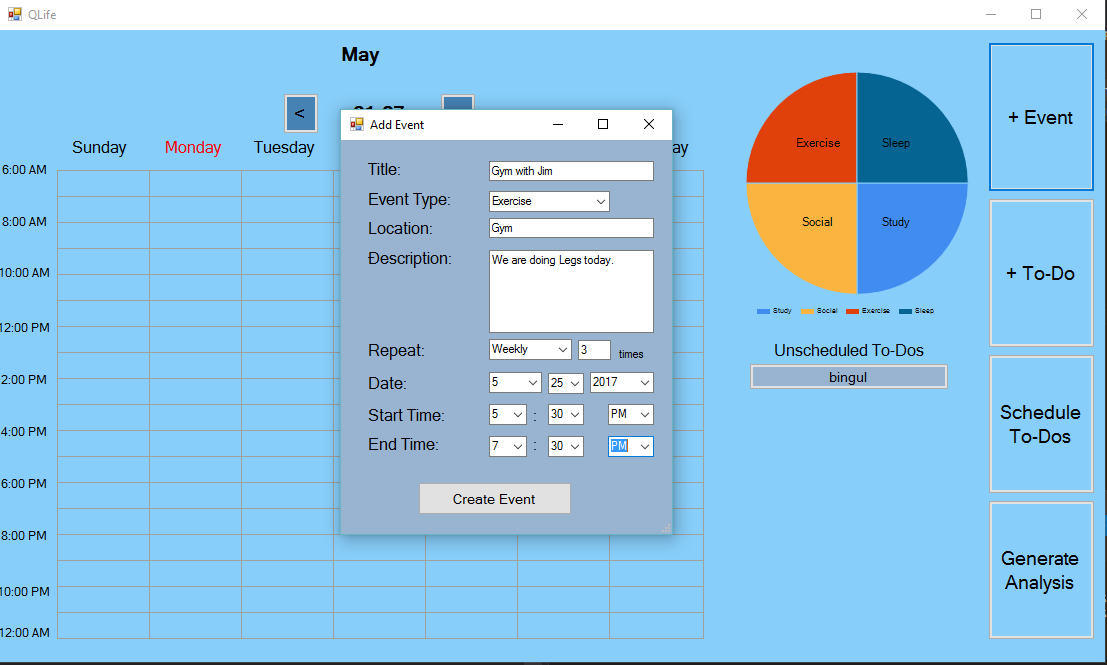 QLife
May
<
Sunday Monday Tuesday
6:00 AM
8:00 AM
10:00 AM
12:00 PM
2:00 PM
4:00 PM
6:00 PM
8:00 PM
10:00 PM
12:00 AM
Add Event
Title: Gym with Jim
Event Type: Exercise
Location: Gym
Description: We are doing Legs today.
Repeat: Weekly 3 times
Date: 5 25 2017
Start Time: 5 : 30 PM
End Time: 7 : 30 PM
Create Event
Exercise Sleep
Social Study
Study Social Exercise Sleep
Unscheduled To-Dos
bingul
+ Event
+ To-Do
Schedule
To-Dos
Generate
Analysis